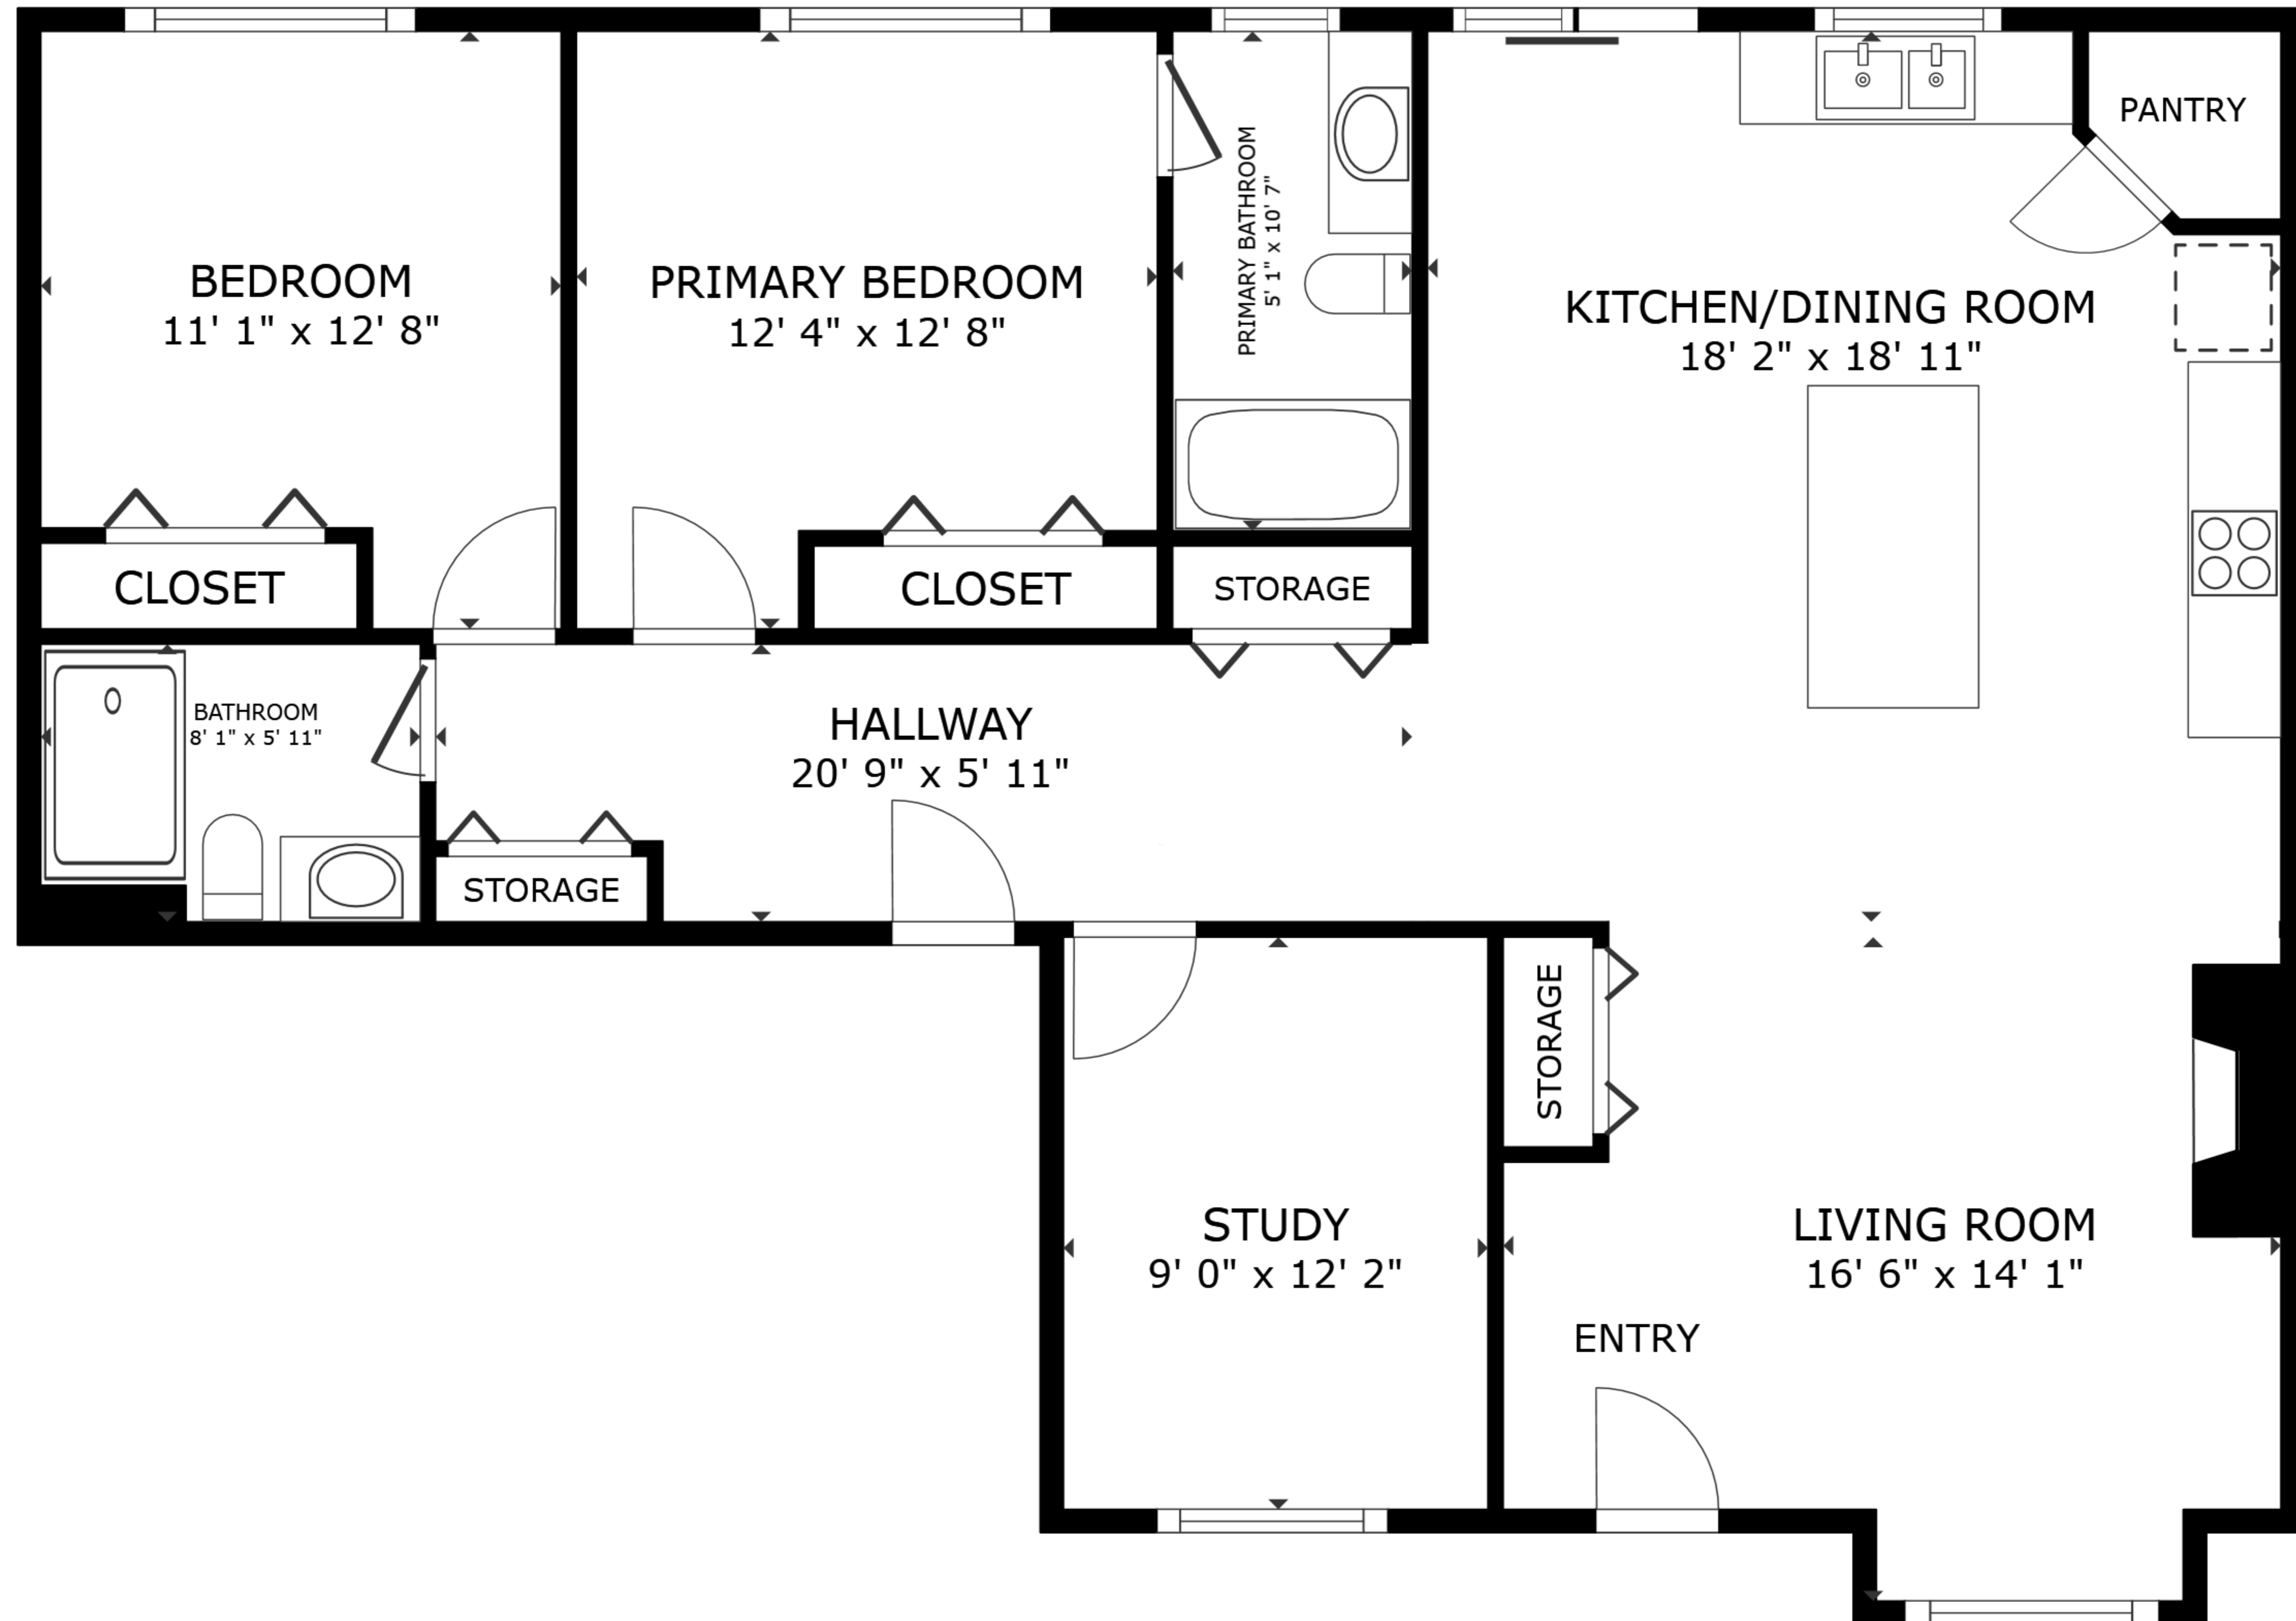 PANTRY
BEDROOM
11' 1" x 12' 8"
PRIMARY BEDROOM
12' 4" x 12' 8"
PRIMARY BATHROOM
5' 1" x 10' 7"
KITCHEN/DINING ROOM
18' 2" x 18' 11"
CLOSET
CLOSET
STORAGE
BATHROOM
8' 1" x 5' 11"
HALLWAY
20' 9" x 5' 11"
STORAGE
STORAGE
STUDY
9' 0" x 12' 2"
LIVING ROOM
16' 6" x 14' 1"
ENTRY